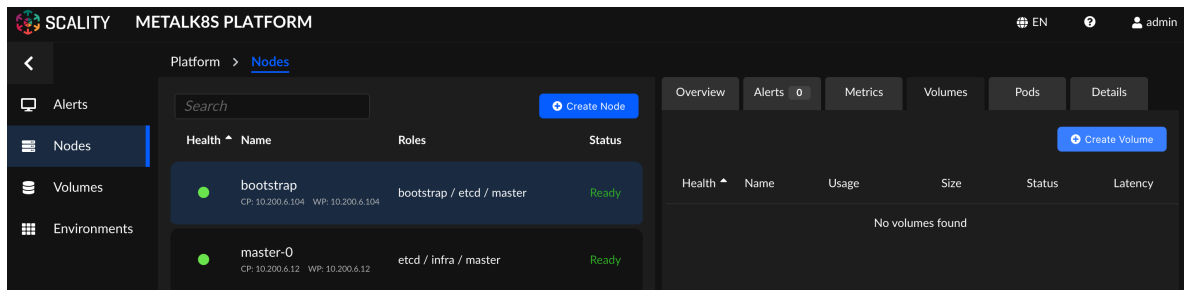 SCALITY METALK8S PLATFORM EN ? admin
Platform > Nodes
Alerts
Nodes
Volumes
Environments
Search Create Node
Health Name Roles Status
bootstrap bootstrap / etcd / master Ready
CP: 10.200.6.104 WP: 10.200.6.104
master-0 etcd / infra / master Ready
CP: 10.200.6.12 WP: 10.200.6.12
Overview Alerts 0 Metrics Volumes Pods Details
Create Volume
Health Name Usage Size Status Latency
No volumes found